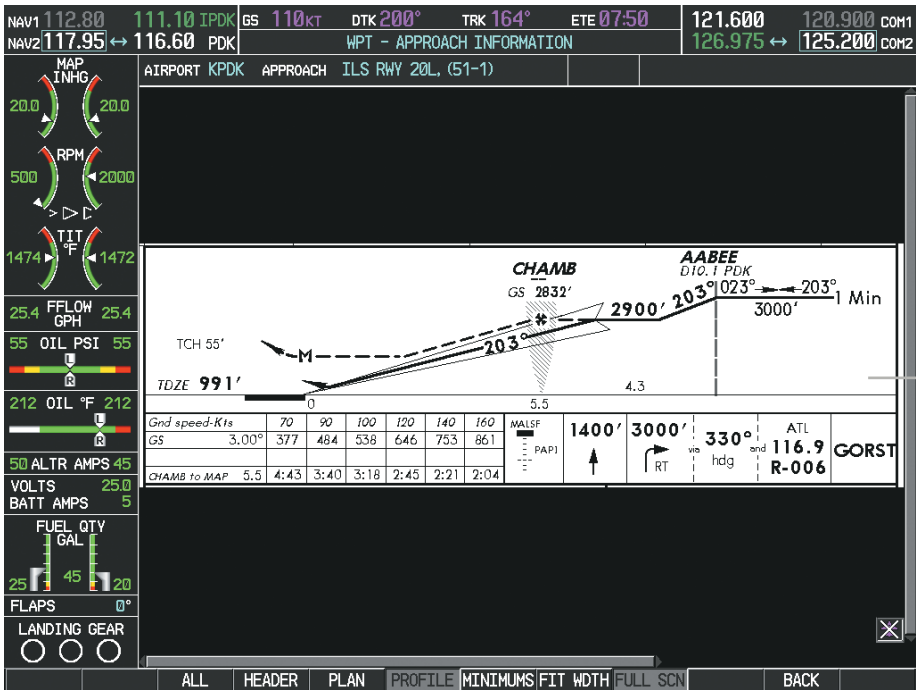 NAV1 112.80 111.10 IPDK GS 110KT DTK 200° TRK 164° ETE 07:50 121.600 120.900 COM1
NAV2 117.95 ↔ 116.60 PDK WPT - APPROACH INFORMATION 126.975 ↔ 125.200 COM2
AIRPORT KPDK APPROACH ILS RWY 20L, (51-1)
MAP
INHG
20.0 20.0
RPM
500 2000
TIT
°F
1474 1472
25.4 FFLOW GPH 25.4
55 OIL PSI 55
L
R
212 OIL °F 212
L
R
50 ALTR AMPS 45
VOLTS 25.0
BATT AMPS 5
FUEL QTY
GAL
25 45 20
FLAPS 0°
LANDING GEAR
AABEE
D10.1 PDK
CHAMB
GS 2832'
2900' 203° 023° 203° 1 Min
3000'
203°
TCH 55'
M
TDZE 991'
4.3
0 5.5
Gnd speed-Kts 70 90 100 120 140 160
GS 3.00° 377 484 538 646 753 861
CHAMB to MAP 5.5 4:43 3:40 3:18 2:45 2:21 2:04
MALSF
PAPI
1400'
3000'
RT
via 330° hdg and
ATL
116.9
R-006
GORST
ALL HEADER PLAN PROFILE MINIMUMS FIT WDTH FULL SCN BACK